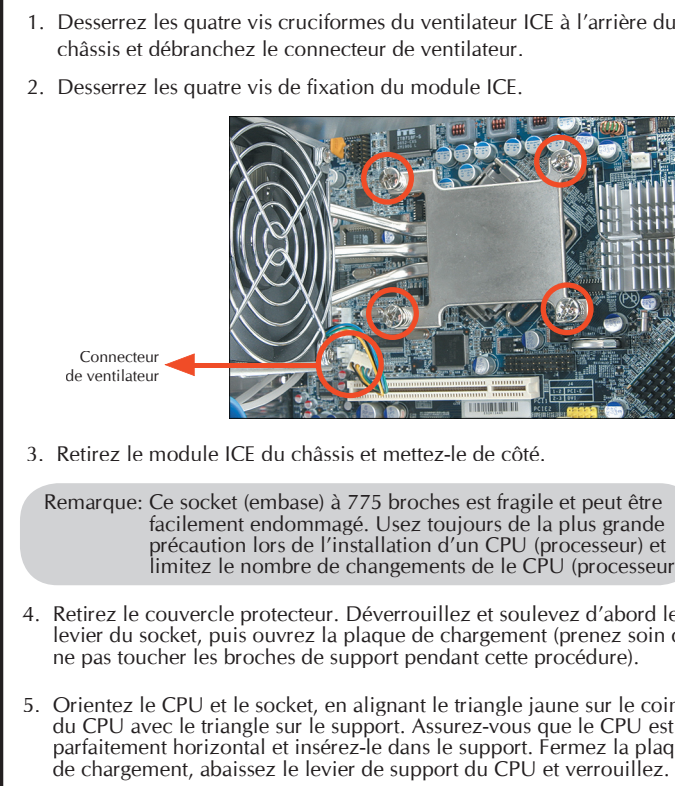 1. Desserrez les quatre vis cruciformes du ventilateur ICE à l’arrière du
châssis et débranchez le connecteur de ventilateur.
2. Desserrez les quatre vis de fixation du module ICE.
iTE
Connecteur
de ventilateur
3. Retirez le module ICE du châssis et mettez-le de côté.
Remarque: Ce socket (embase) à 775 broches est fragile et peut être
facilement endommagé. Usez toujours de la plus grande
précaution lors de l’installation d’un CPU (processeur) et
limitez le nombre de changements de le CPU (processeur
4. Retirez le couvercle protecteur. Déverrouillez et soulevez d’abord le
levier du socket, puis ouvrez la plaque de chargement (prenez soin
ne pas toucher les broches de support pendant cette procédure).
5. Orientez le CPU et le socket, en alignant le triangle jaune sur le coin
du CPU avec le triangle sur le support. Assurez-vous que le CPU est
parfaitement horizontal et insérez-le dans le support. Fermez la
de chargement, abaissez le levier de support du CPU et verrouillez.